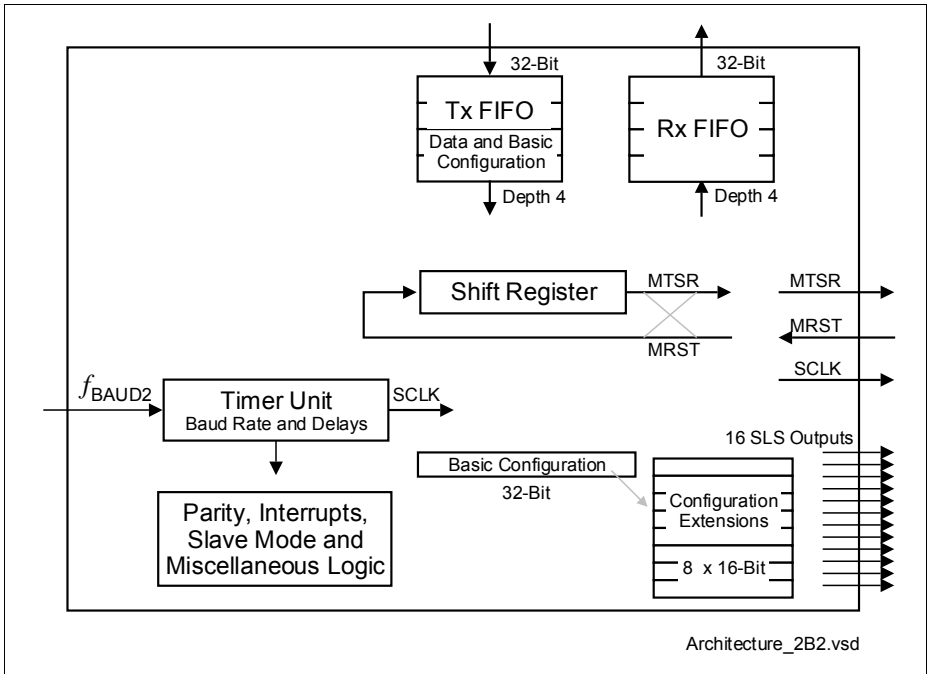 32-Bit
32-Bit
Tx FIFO
Data and Basic
Configuration
Rx FIFO
Depth 4
Depth 4
Shift Register
MTSR
MTSR
MRST
MRST
SCLK
fBAUD2
Timer Unit
Baud Rate and Delays
SCLK
16 SLS Outputs
Basic Configuration
32-Bit
Configuration
Extensions
8 x 16-Bit
Parity, Interrupts,
Slave Mode and
Miscellaneous Logic
Architecture_2B2.vsd